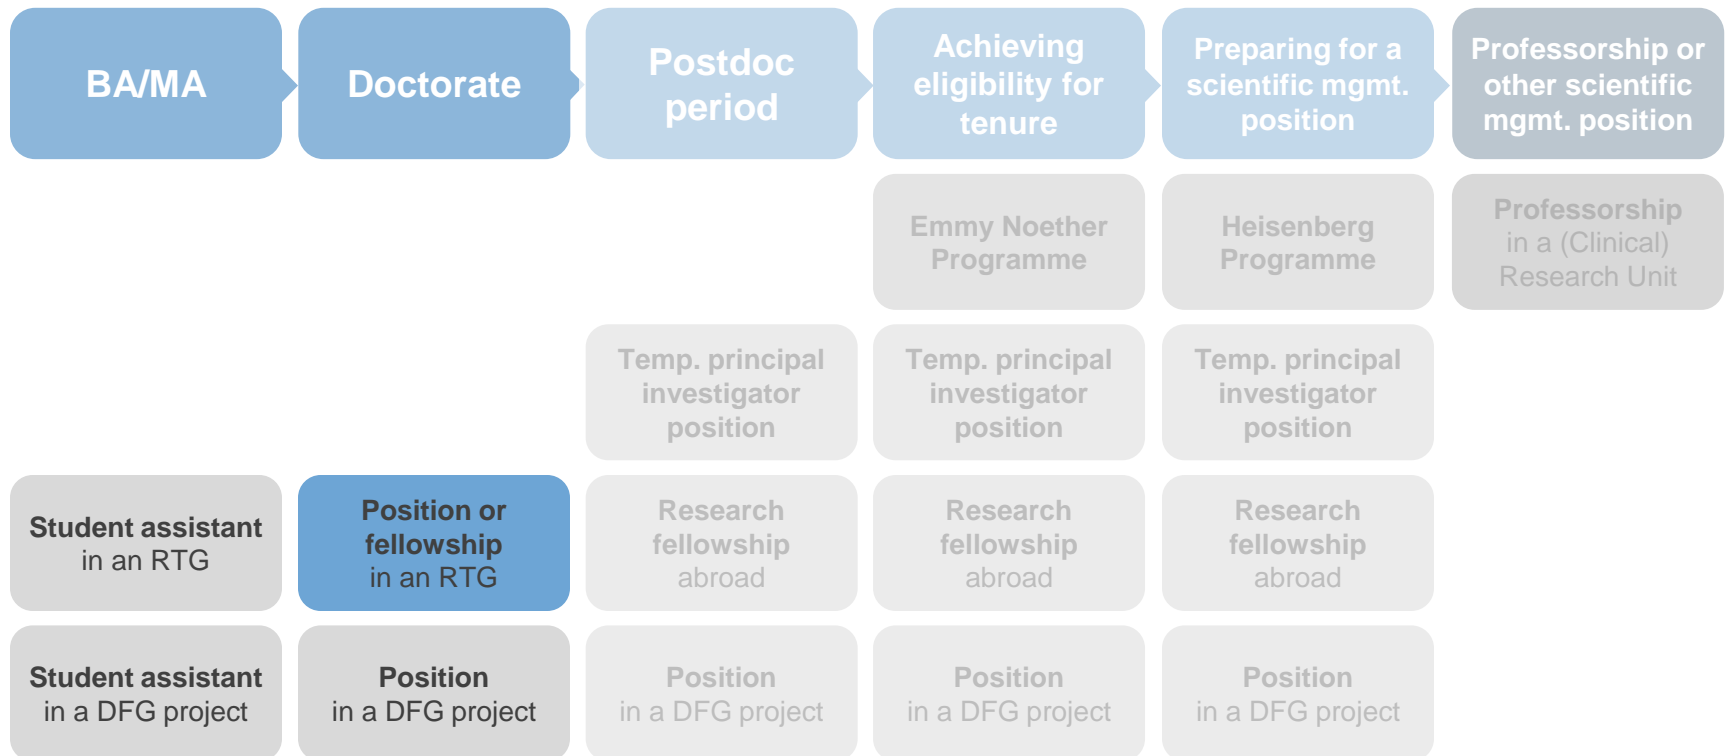 BA/MA
Doctorate
Postdoc
period
Achieving
eligibility for
tenure
Preparing for a
scientific mgmt.
position
Professorship or
other scientific
mgmt. position
Emmy Noether
Programme
Heisenberg
Programme
Professorship
in a (Clinical)
Research Unit
Temp. principal
investigator
position
Temp. principal
investigator
position
Temp. principal
investigator
position
Student assistant
in an RTG
Position or
fellowship
in an RTG
Research
fellowship
abroad
Research
fellowship
abroad
Research
fellowship
abroad
Student assistant
in a DFG project
Position
in a DFG project
Position
in a DFG project
Position
in a DFG project
Position
in a DFG project